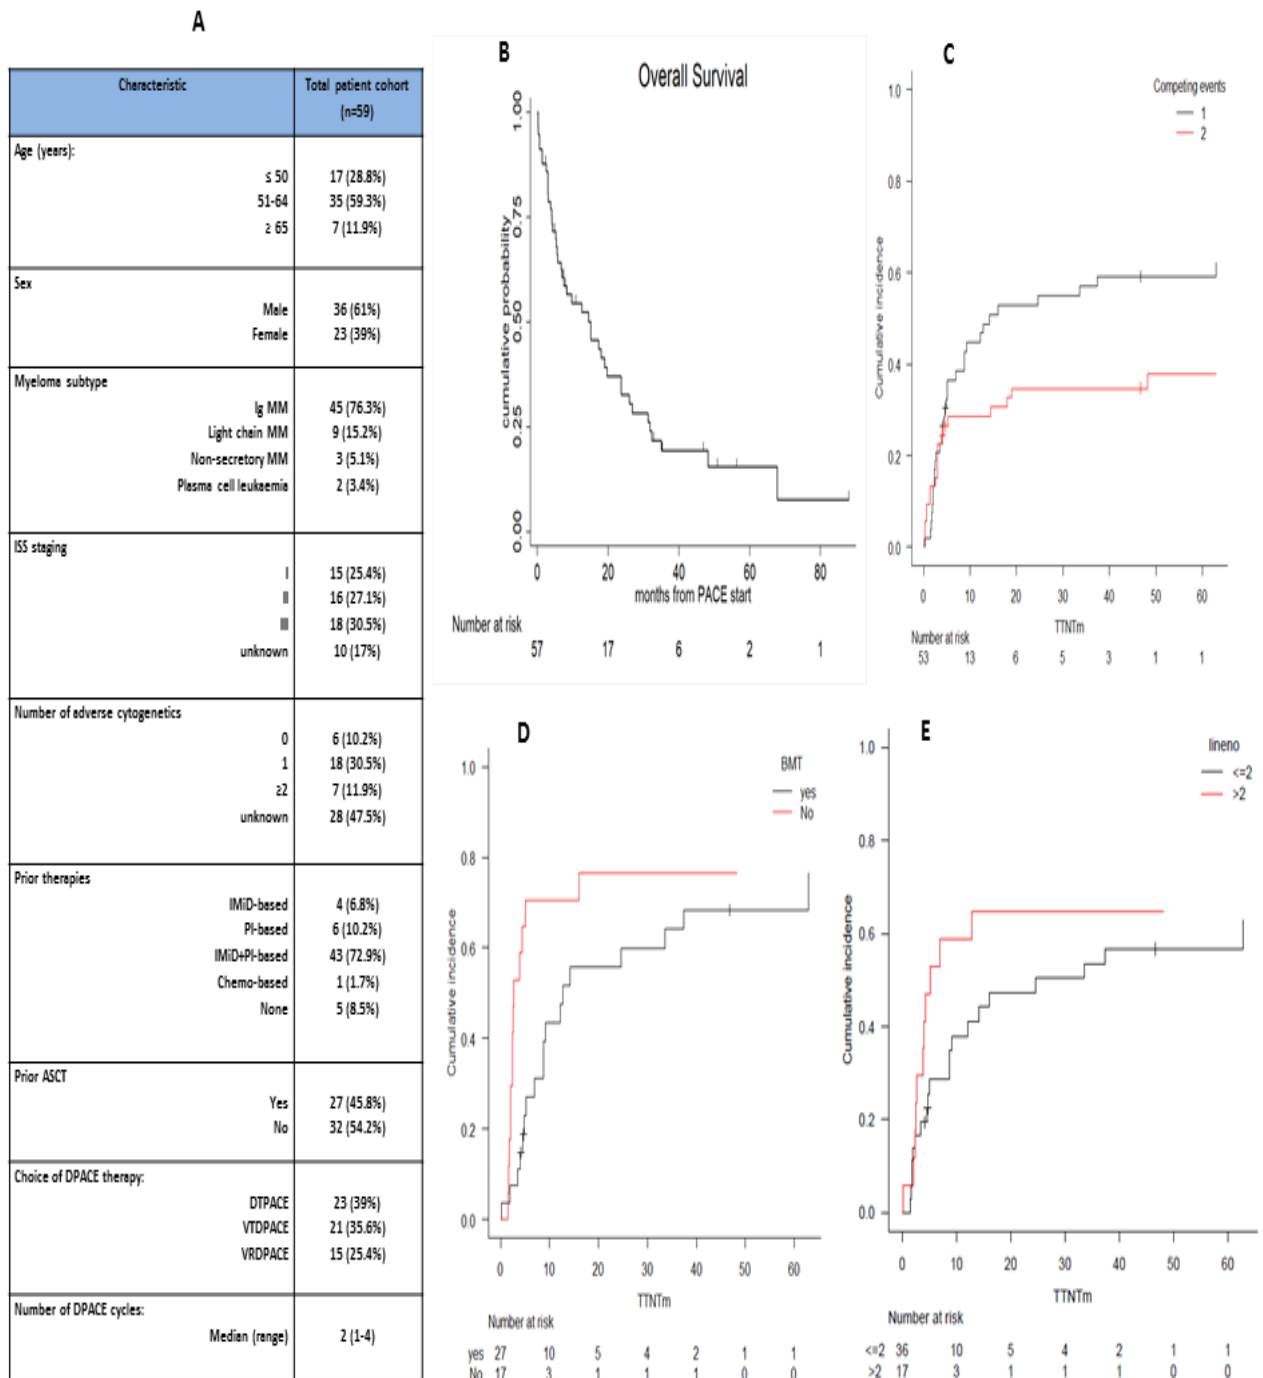 A
Characteristic Total patient cohort
(n=59)
Age (years):
≤ 50 17 (28.8%)
51-64 35 (59.3%)
≥ 65 7 (11.9%)
Sex
Male 36 (61%)
Female 23 (39%)
Myeloma subtype
Ig MM 45 (76.3%)
Light chain MM 9 (15.2%)
Non-secretory MM 3 (5.1%)
Plasma cell leukaemia 2 (3.4%)
ISS staging
I 15 (25.4%)
II 16 (27.1%)
III 18 (30.5%)
unknown 10 (17%)
Number of adverse cytogenetics
0 6 (10.2%)
1 18 (30.5%)
≥2 7 (11.9%)
unknown 28 (47.5%)
Prior therapies
IMiD-based 4 (6.8%)
PI-based 6 (10.2%)
IMiD+PI-based 43 (72.9%)
Chemo-based 1 (1.7%)
None 5 (8.5%)
Prior ASCT
Yes 27 (45.8%)
No 32 (54.2%)
Choice of DPACE therapy:
DTPACE 23 (39%)
VTDPACE 21 (35.6%)
VRDPACE 15 (25.4%)
Number of DPACE cycles:
Median (range) 2 (1-4)
B
Overall Survival
cumulative probability
1.00
0.75
0.50
0.25
0.00
0 20 40 60 80
months from PACE start
Number at risk
57 17 6 2 1
C
Competing events
1
2
Cumulative incidence
1.0
0.8
0.6
0.4
0.2
0.0
0 10 20 30 40 50 60
TTNTm
Number at risk
53 13 6 5 3 1 1
D
BMT
yes
No
Cumulative incidence
1.0
0.8
0.6
0.4
0.2
0.0
0 10 20 30 40 50 60
TTNTm
Number at risk
yes 27 10 5 4 2 1 1
No 17 3 1 1 1 0 0
E
lineno
<=2
>2
Cumulative incidence
1.0
0.8
0.6
0.4
0.2
0.0
0 10 20 30 40 50 60
TTNTm
Number at risk
<=2 36 10 5 4 2 1 1
>2 17 3 1 1 1 0 0